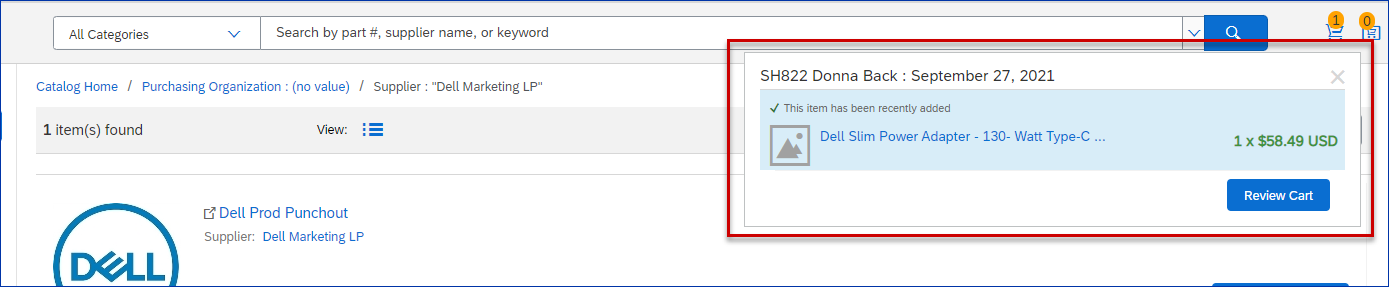 All Categories
Search by part #, supplier name, or keyword
1
0
SH822 Donna Back : September 27, 2021
Catalog Home / Purchasing Organization : (no value) / Supplier : "Dell Marketing LP"
This item has been recently added
1 item(s) found
View:
Dell Slim Power Adapter - 130- Watt Type-C ...
1 x $58.49 USD
Review Cart
Dell Prod Punchout
Supplier: Dell Marketing LP
DELL